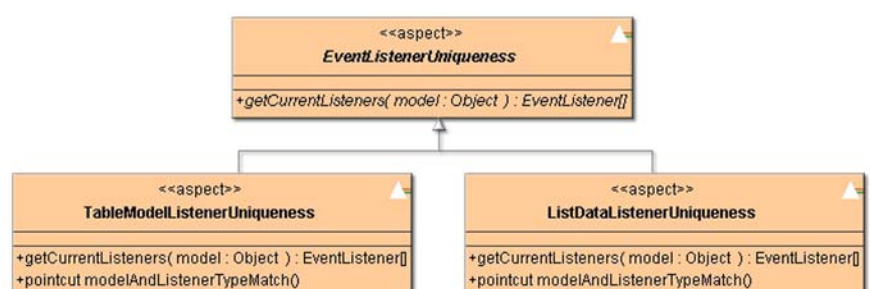 <<aspect>>
EventListenerUniqueness
+getCurrentListeners( model : Object ) : EventListener[]
<<aspect>>
TableModelListenerUniqueness
+getCurrentListeners( model : Object ) : EventListener[]
+pointcut modelAndListenerTypeMatch()
<<aspect>>
ListDataListenerUniqueness
+getCurrentListeners( model : Object ) : EventListener[]
+pointcut modelAndListenerTypeMatch()